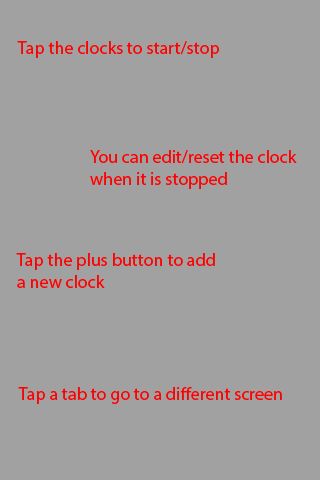 Tap the clocks to start/stop
You can edit/reset the clock
when it is stopped
Tap the plus button to add
a new clock
Tap a tab to go to a different screen